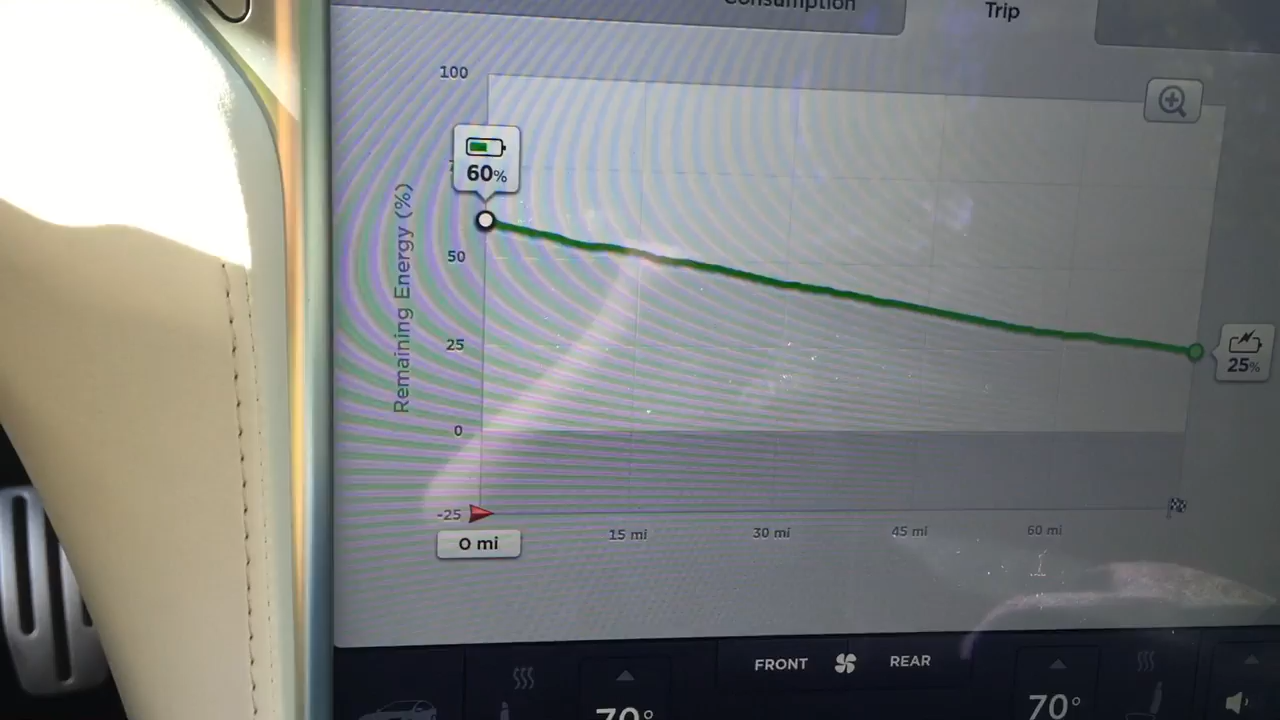 Consumption
Trip
100
60%
50
25
25%
0
-25
Remaining Energy (%)
0 mi
15 mi
30 mi
45 mi
60 mi
FRONT
REAR
70°
70°